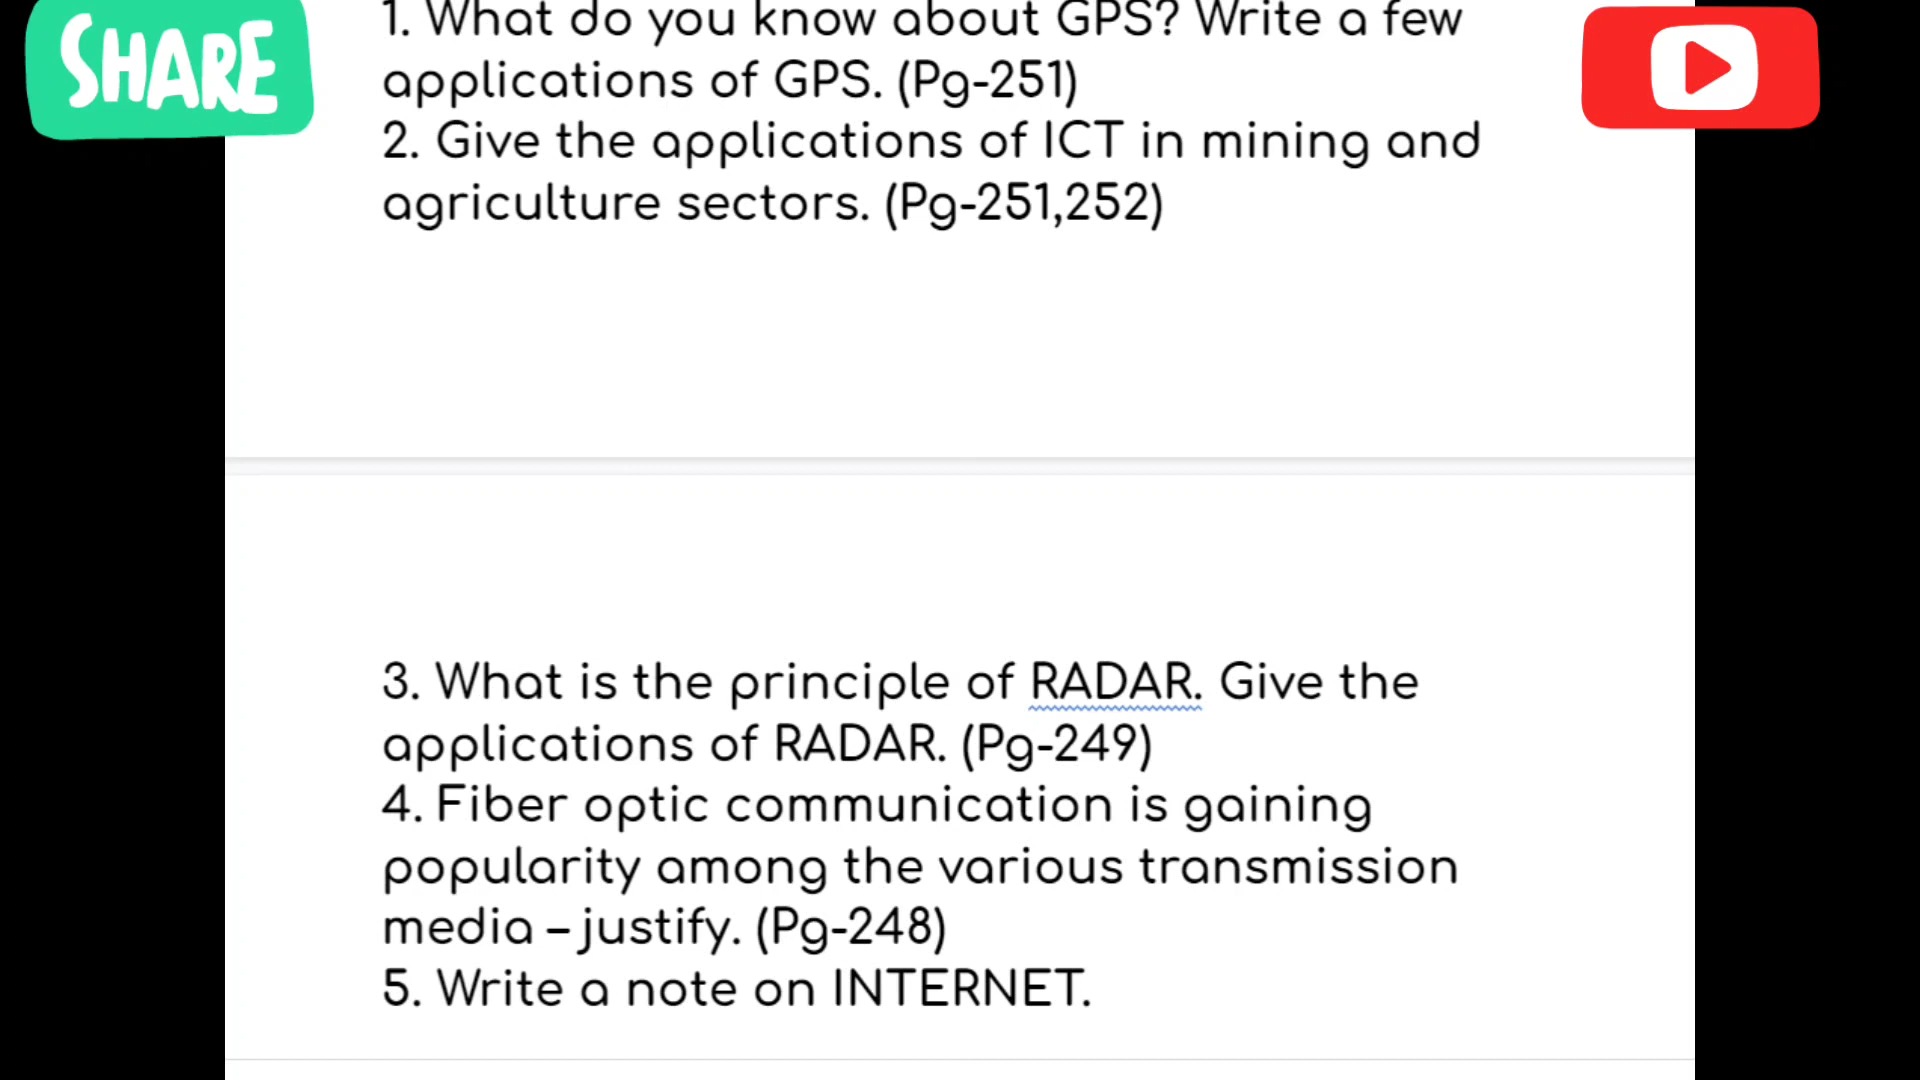 SHARE
1. What do you know about GPS? Write a few
applications of GPS. (Pg-251)
2. Give the applications of ICT in mining and
agriculture sectors. (Pg-251,252)
3. What is the principle of RADAR. Give the
applications of RADAR. (Pg-249)
4. Fiber optic communication is gaining
popularity among the various transmission
media – justify. (Pg-248)
5. Write a note on INTERNET.